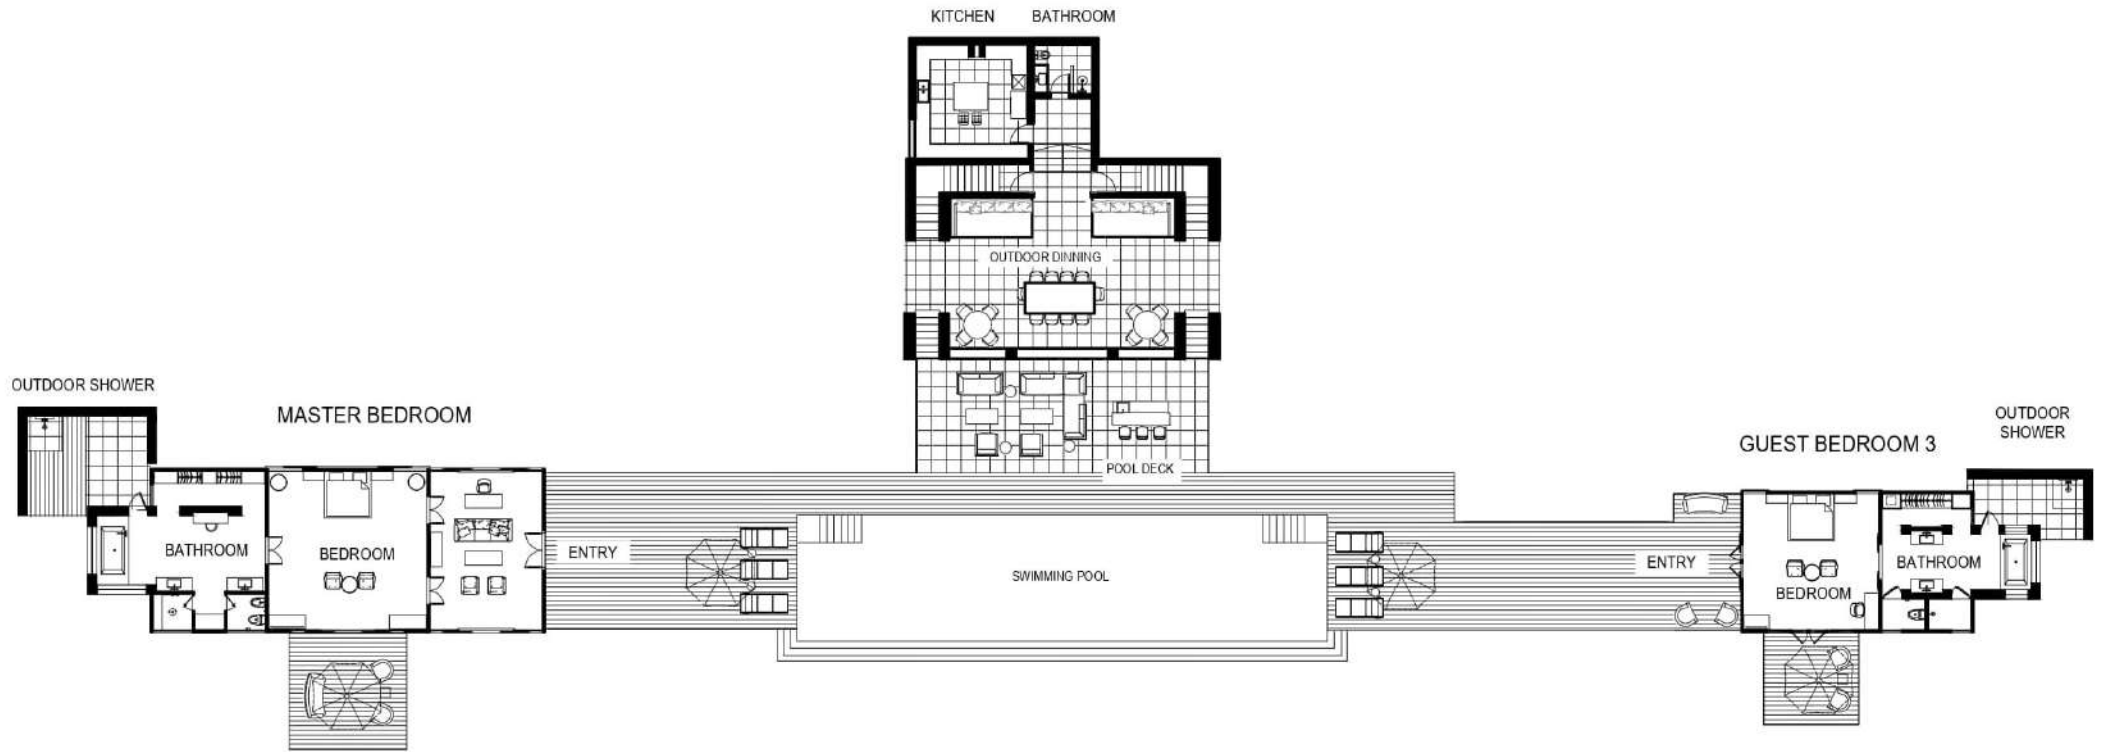 KITCHEN
BATHROOM
OUTDOOR DINNING
OUTDOOR SHOWER
MASTER BEDROOM
OUTDOOR
SHOWER
GUEST BEDROOM 3
POOL DECK
BATHROOM
BEDROOM
ENTRY
SWIMMING POOL
ENTRY
BATHROOM
BEDROOM